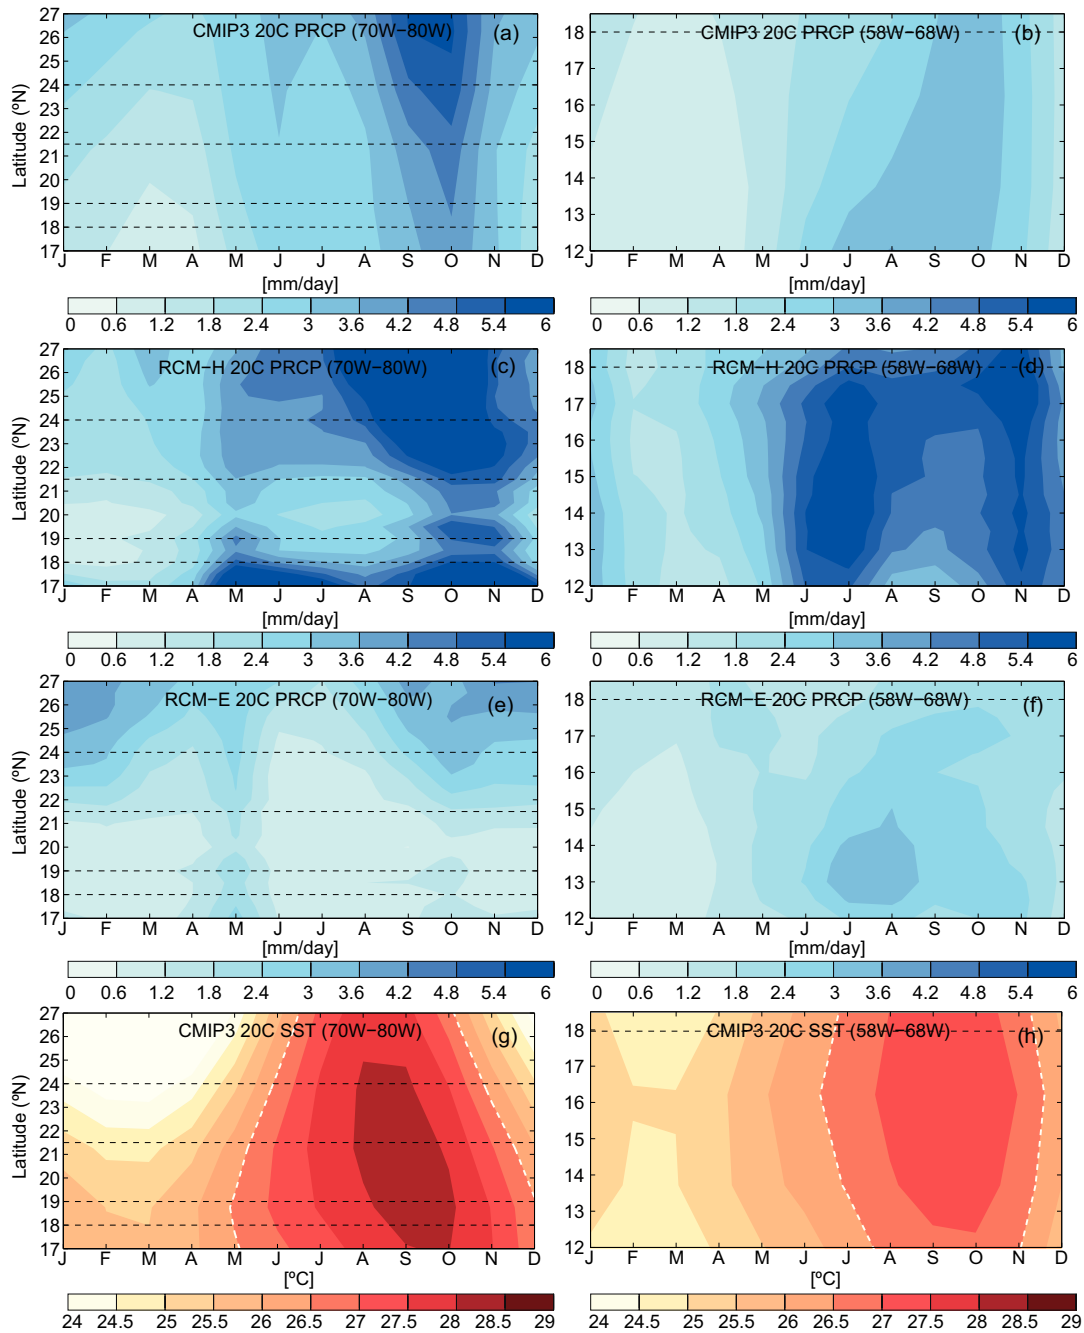 CMIP3 20C PRCP (70W−80W) (a)
Latitude (ºN)
27
26
25
24
23
22
21
20
19
18
17
J F M A M J J A S O N D
[mm/day]
0 0.6 1.2 1.8 2.4 3 3.6 4.2 4.8 5.4 6
CMIP3 20C PRCP (58W−68W) (b)
18
17
16
15
14
13
12
J F M A M J J A S O N D
[mm/day]
0 0.6 1.2 1.8 2.4 3 3.6 4.2 4.8 5.4 6
RCM−H 20C PRCP (70W−80W) (c)
Latitude (ºN)
27
26
25
24
23
22
21
20
19
18
17
J F M A M J J A S O N D
[mm/day]
0 0.6 1.2 1.8 2.4 3 3.6 4.2 4.8 5.4 6
RCM−H 20C PRCP (58W−68W) (d)
18
17
16
15
14
13
12
J F M A M J J A S O N D
[mm/day]
0 0.6 1.2 1.8 2.4 3 3.6 4.2 4.8 5.4 6
RCM−E 20C PRCP (70W−80W) (e)
Latitude (ºN)
27
26
25
24
23
22
21
20
19
18
17
J F M A M J J A S O N D
[mm/day]
0 0.6 1.2 1.8 2.4 3 3.6 4.2 4.8 5.4 6
RCM−E 20C PRCP (58W−68W) (f)
18
17
16
15
14
13
12
J F M A M J J A S O N D
[mm/day]
0 0.6 1.2 1.8 2.4 3 3.6 4.2 4.8 5.4 6
CMIP3 20C SST (70W−80W) (g)
Latitude (ºN)
27
26
25
24
23
22
21
20
19
18
17
J F M A M J J A S O N D
[ºC]
24 24.5 25 25.5 26 26.5 27 27.5 28 28.5 29
CMIP3 20C SST (58W−68W) (h)
18
17
16
15
14
13
12
J F M A M J J A S O N D
[ºC]
24 24.5 25 25.5 26 26.5 27 27.5 28 28.5 29